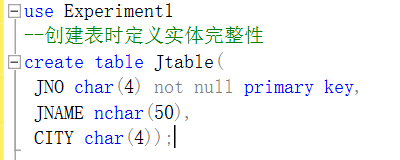 use Experiment1
--创建表时定义实体完整性
create table Jtable(
JNO char(4) not null primary key,
JNAME nchar(50),
CITY char(4));